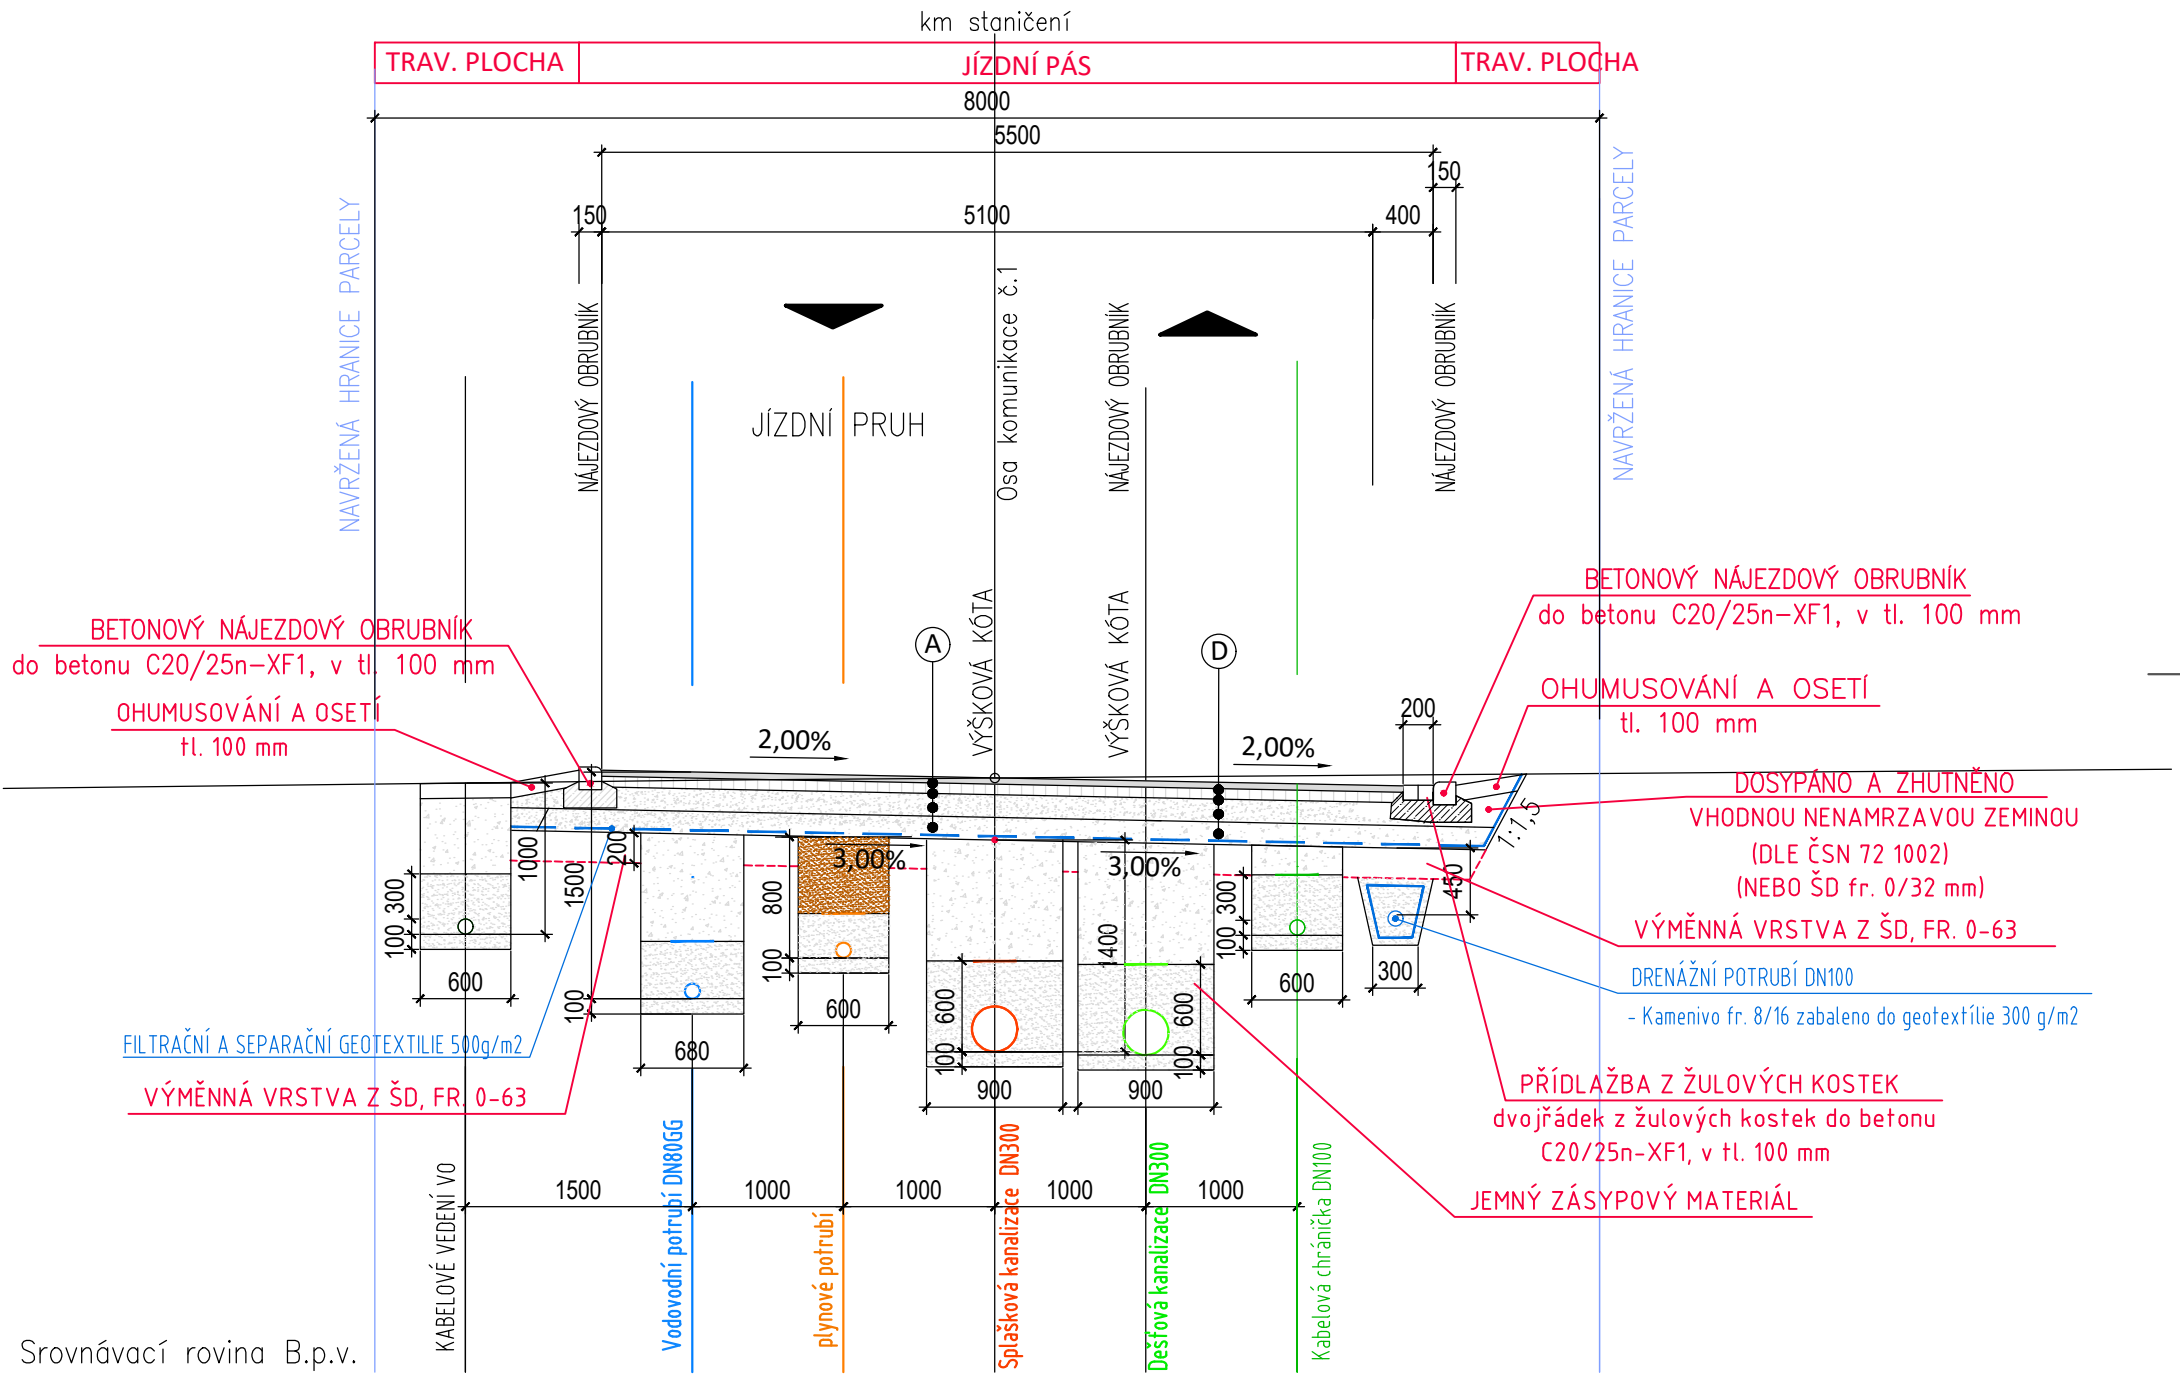 km staničení
TRAV. PLOCHA
JÍZDNÍ PÁS
TRAV. PLOCHA
8000
5500
150
150
5100
400
NAVRŽENÁ HRANICE PARCELY
NÁJEZDOVÝ OBRUBNÍK
JÍZDNÍ PRUH
Osa komunikace č.1
NÁJEZDOVÝ OBRUBNÍK
NÁJEZDOVÝ OBRUBNÍK
NAVRŽENÁ HRANICE PARCELY
BETONOVÝ NÁJEZDOVÝ OBRUBNÍK
do betonu C20/25n-XF1, v tl. 100 mm
OHUMUSOVÁNÍ A OSETÍ
tl. 100 mm
A
VÝŠKOVÁ KÓTA
VÝŠKOVÁ KÓTA
D
BETONOVÝ NÁJEZDOVÝ OBRUBNÍK
do betonu C20/25n-XF1, v tl. 100 mm
OHUMUSOVÁNÍ A OSETÍ
tl. 100 mm
200
2,00%
2,00%
DOSYPÁNO A ZHUTNĚNO
VHODNOU NENAMRZAVOU ZEMINOU
(DLE ČSN 72 1002)
(NEBO ŠD fr. 0/32 mm)
1:1,5
3,00%
3,00%
300
100
600
1000
1500
200
100
680
800
100
600
600
100
900
1400
600
100
900
300
100
600
450
300
VÝMĚNNÁ VRSTVA Z ŠD, FR. 0-63
DRENÁŽNÍ POTRUBÍ DN100
- Kamenivo fr. 8/16 zabaleno do geotextílie 300 g/m2
FILTRAČNÍ A SEPARAČNÍ GEOTEXTILIE 500g/m2
VÝMĚNNÁ VRSTVA Z ŠD, FR. 0-63
PŘÍDLAŽBA Z ŽULOVÝCH KOSTEK
dvojřádek z žulových kostek do betonu
C20/25n-XF1, v tl. 100 mm
JEMNÝ ZÁSYPOVÝ MATERIÁL
1500
1000
1000
1000
1000
KABELOVÉ VEDENÍ VO
Vodovodní potrubí DN80GG
plynové potrubí
Splašková kanalizace DN300
Dešťová kanalizace DN300
Kabelová chránička DN100
Srovnávací rovina B.p.v.